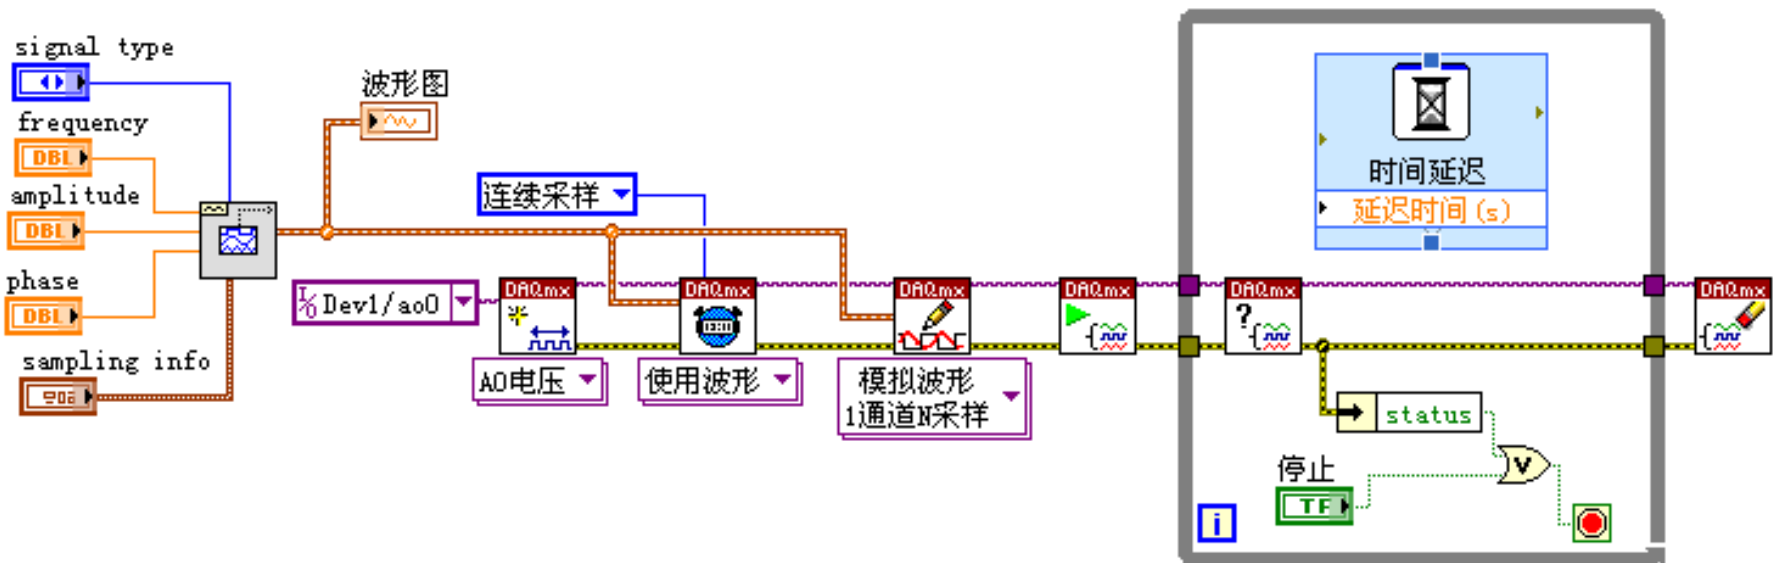 signal type
frequency
DBL
amplitude
DBL
phase
DBL
sampling info
波形图
连续采样
I/O Dev1/ao0
DAQmx
AO电压
DAQmx
使用波形
DAQmx
模拟波形
1通道N采样
DAQmx
时间延迟
延迟时间(s)
DAQmx
?
status
停止
TF
V
i
DAQmx